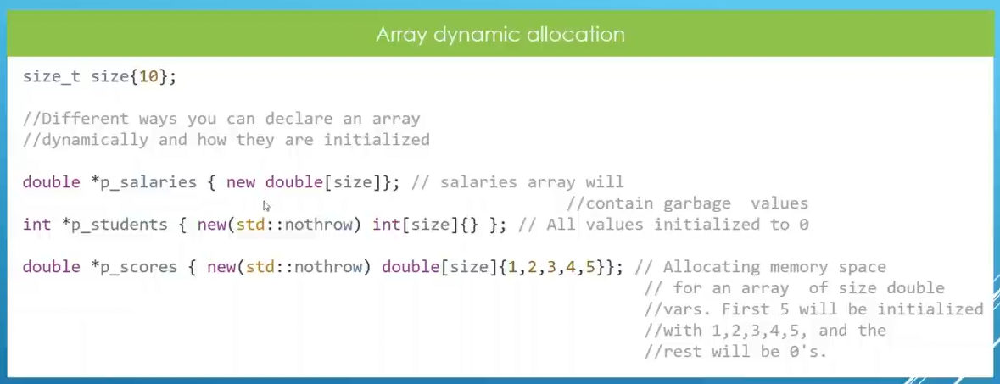 Array dynamic allocation
size_t size{10};
//Different ways you can declare an array
//dynamically and how they are initialized
double *p_salaries { new double[size]}; // salaries array will
//contain garbage  values
int *p_students { new(std::nothrow) int[size]{} }; // All values initialized to 0
double *p_scores { new(std::nothrow) double[size]{1,2,3,4,5}}; // Allocating memory space
// for an array  of size double
//vars. First 5 will be initialized
//with 1,2,3,4,5, and the
//rest will be 0's.